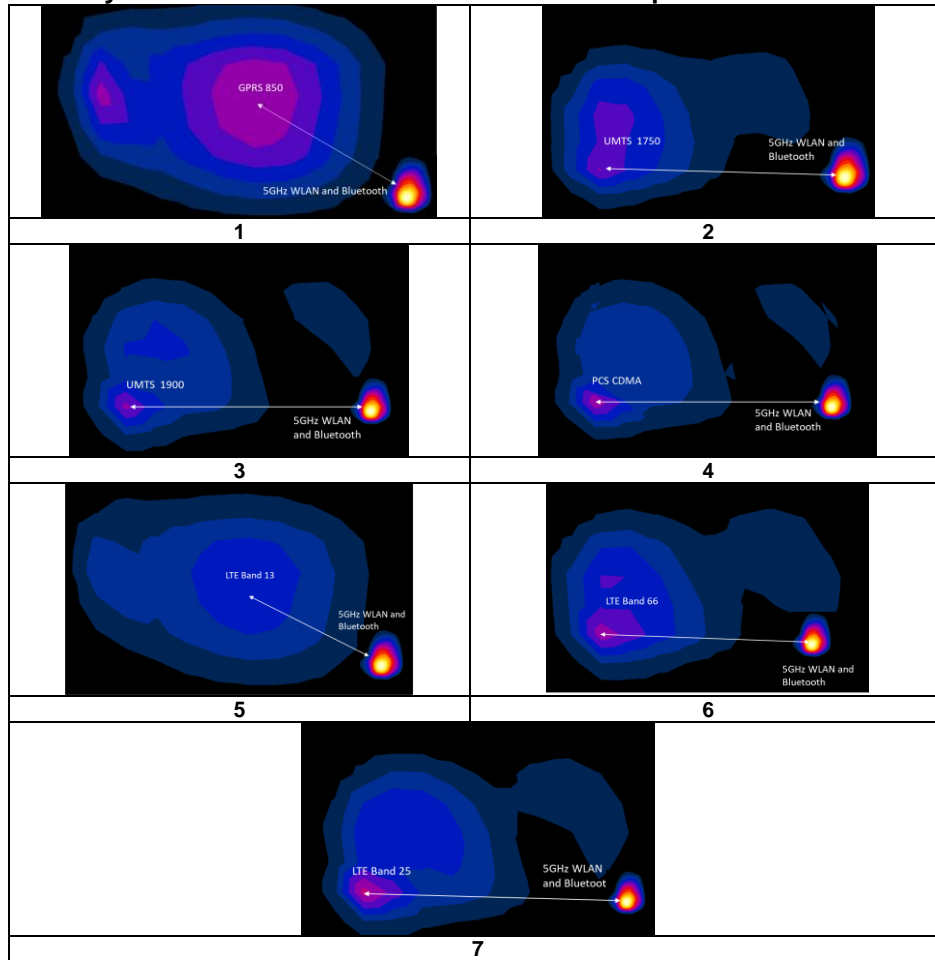 GPRS 850
5GHz WLAN and Bluetooth
1
UMTS 1750
5GHz WLAN and
Bluetooth
2
UMTS 1900
5GHz WLAN
and Bluetooth
3
PCS CDMA
5GHz WLAN
and Bluetooth
4
LTE Band 13
5GHz WLAN and
Bluetooth
5
LTE Band 66
5GHz WLAN and
Bluetooth
6
LTE Band 25
5GHz WLAN
and Bluetoot
7